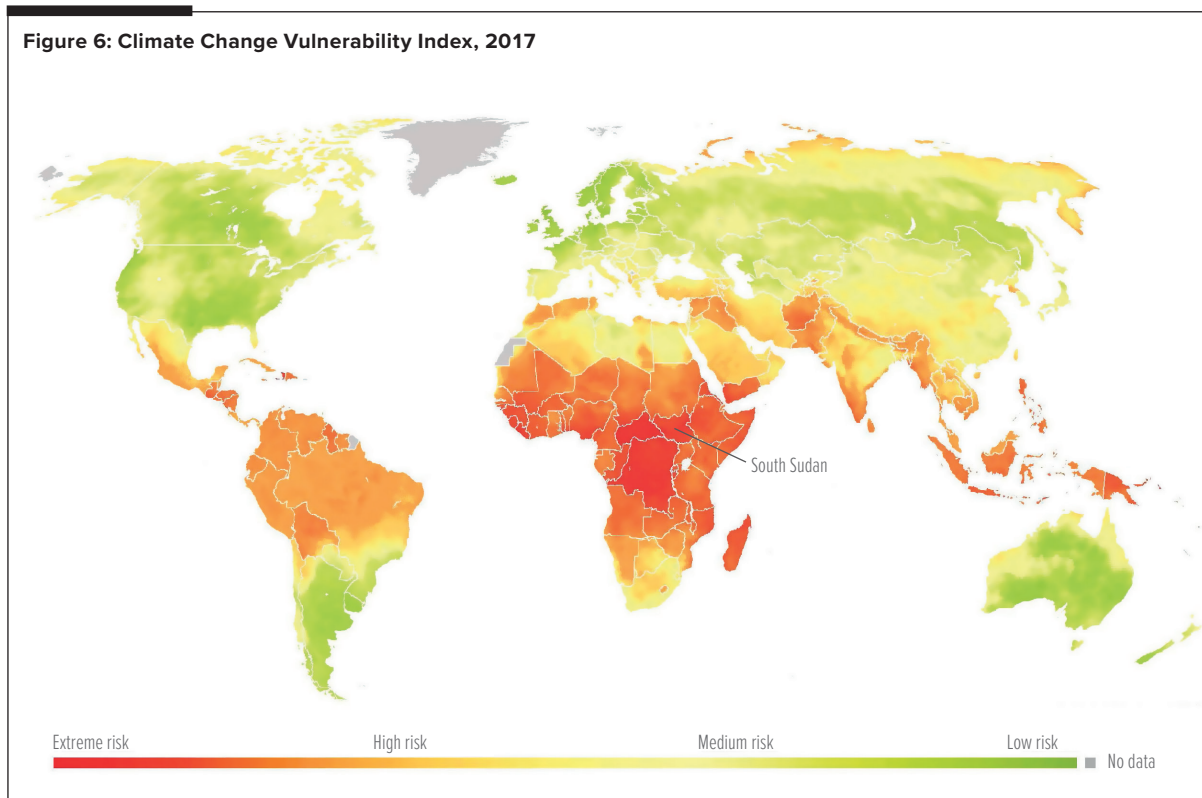 Figure 6: Climate Change Vulnerability Index, 2017
South Sudan
Extreme risk High risk Medium risk Low risk
No data